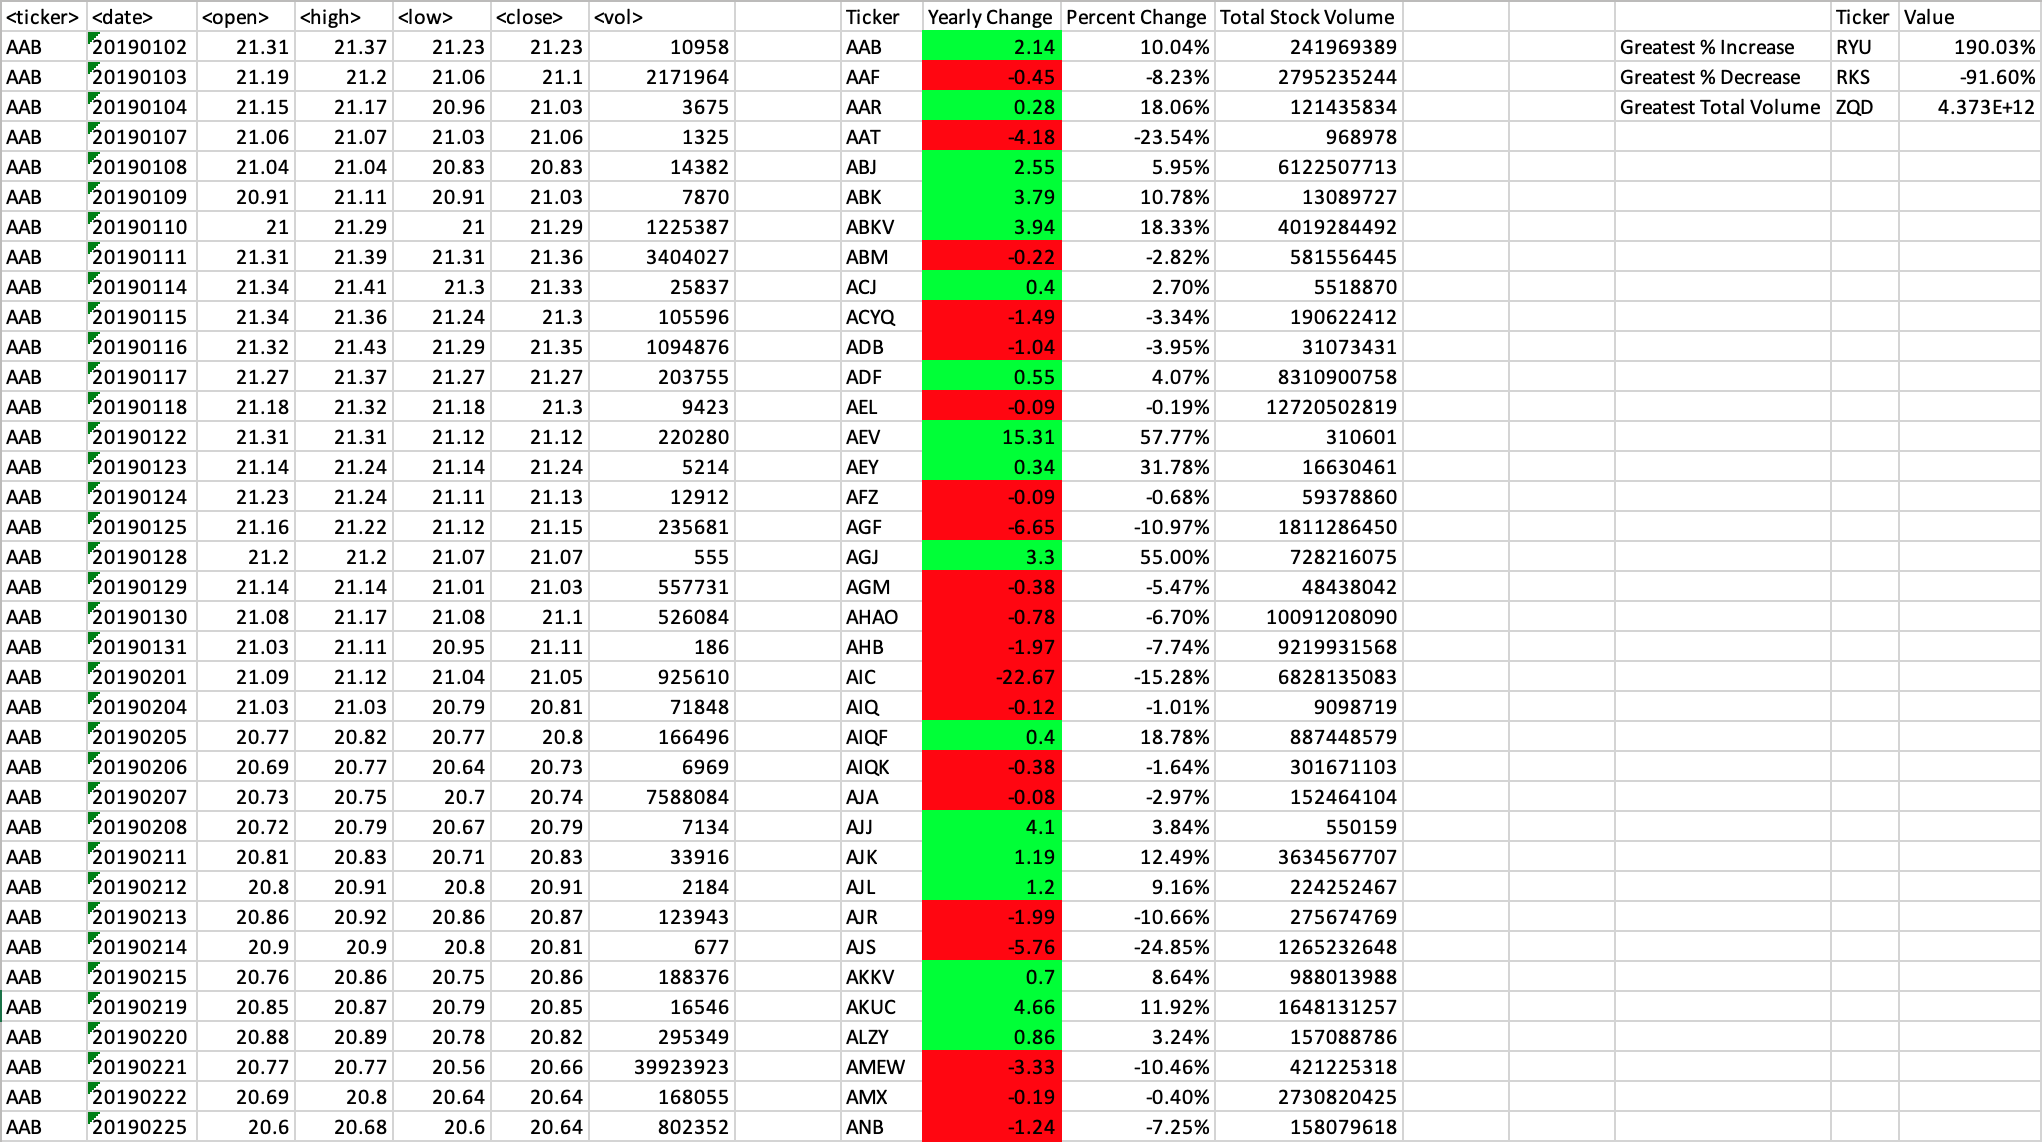 <ticker> <date> <open> <high> <low> <close> <vol> Ticker Yearly Change Percent Change Total Stock Volume Ticker Value
AAB 20190102 21.31 21.37 21.23 21.23 10958 AAB 2.14 10.04% 241969389 Greatest % Increase RYU 190.03%
AAB 20190103 21.19 21.2 21.06 21.1 2171964 AAF -0.45 -8.23% 2795235244 Greatest % Decrease RKS -91.60%
AAB 20190104 21.15 21.17 20.96 21.03 3675 AAR 0.28 18.06% 121435834 Greatest Total Volume ZQD 4.373E+12
AAB 20190107 21.06 21.07 21.03 21.06 1325 AAT -4.18 -23.54% 968978
AAB 20190108 21.04 21.04 20.83 20.83 14382 ABJ 2.55 5.95% 6122507713
AAB 20190109 20.91 21.11 20.91 21.03 7870 ABK 3.79 10.78% 13089727
AAB 20190110 21 21.29 21 21.29 1225387 ABKV 3.94 18.33% 4019284492
AAB 20190111 21.31 21.39 21.31 21.36 3404027 ABM -0.22 -2.82% 581556445
AAB 20190114 21.34 21.41 21.3 21.33 25837 ACJ 0.4 2.70% 5518870
AAB 20190115 21.34 21.36 21.24 21.3 105596 ACYQ -1.49 -3.34% 190622412
AAB 20190116 21.32 21.43 21.29 21.35 1094876 ADB -1.04 -3.95% 31073431
AAB 20190117 21.27 21.37 21.27 21.27 203755 ADF 0.55 4.07% 8310900758
AAB 20190118 21.18 21.32 21.18 21.3 9423 AEL -0.09 -0.19% 12720502819
AAB 20190122 21.31 21.31 21.12 21.12 220280 AEV 15.31 57.77% 310601
AAB 20190123 21.14 21.24 21.14 21.24 5214 AEY 0.34 31.78% 16630461
AAB 20190124 21.23 21.24 21.11 21.13 12912 AFZ -0.09 -0.68% 59378860
AAB 20190125 21.16 21.22 21.12 21.15 235681 AGF -6.65 -10.97% 1811286450
AAB 20190128 21.2 21.2 21.07 21.07 555 AGJ 3.3 55.00% 728216075
AAB 20190129 21.14 21.14 21.01 21.03 557731 AGM -0.38 -5.47% 48438042
AAB 20190130 21.08 21.17 21.08 21.1 526084 AHAO -0.78 -6.70% 10091208090
AAB 20190131 21.03 21.11 20.95 21.11 186 AHB -1.97 -7.74% 9219931568
AAB 20190201 21.09 21.12 21.04 21.05 925610 AIC -22.67 -15.28% 6828135083
AAB 20190204 21.03 21.03 20.79 20.81 71848 AIQ -0.12 -1.01% 9098719
AAB 20190205 20.77 20.82 20.77 20.8 166496 AIQF 0.4 18.78% 887448579
AAB 20190206 20.69 20.77 20.64 20.73 6969 AIQK -0.38 -1.64% 301671103
AAB 20190207 20.73 20.75 20.7 20.74 7588084 AJA -0.08 -2.97% 152464104
AAB 20190208 20.72 20.79 20.67 20.79 7134 AJJ 4.1 3.84% 550159
AAB 20190211 20.81 20.83 20.71 20.83 33916 AJK 1.19 12.49% 3634567707
AAB 20190212 20.8 20.91 20.8 20.91 2184 AJL 1.2 9.16% 224252467
AAB 20190213 20.86 20.92 20.86 20.87 123943 AJR -1.99 -10.66% 275674769
AAB 20190214 20.9 20.9 20.8 20.81 677 AJS -5.76 -24.85% 1265232648
AAB 20190215 20.76 20.86 20.75 20.86 188376 AKKV 0.7 8.64% 988013988
AAB 20190219 20.85 20.87 20.79 20.85 16546 AKUC 4.66 11.92% 1648131257
AAB 20190220 20.88 20.89 20.78 20.82 295349 ALZY 0.86 3.24% 157088786
AAB 20190221 20.77 20.77 20.56 20.66 39923923 AMEW -3.33 -10.46% 421225318
AAB 20190222 20.69 20.8 20.64 20.64 168055 AMX -0.19 -0.40% 2730820425
AAB 20190225 20.6 20.68 20.6 20.64 802352 ANB -1.24 -7.25% 158079618